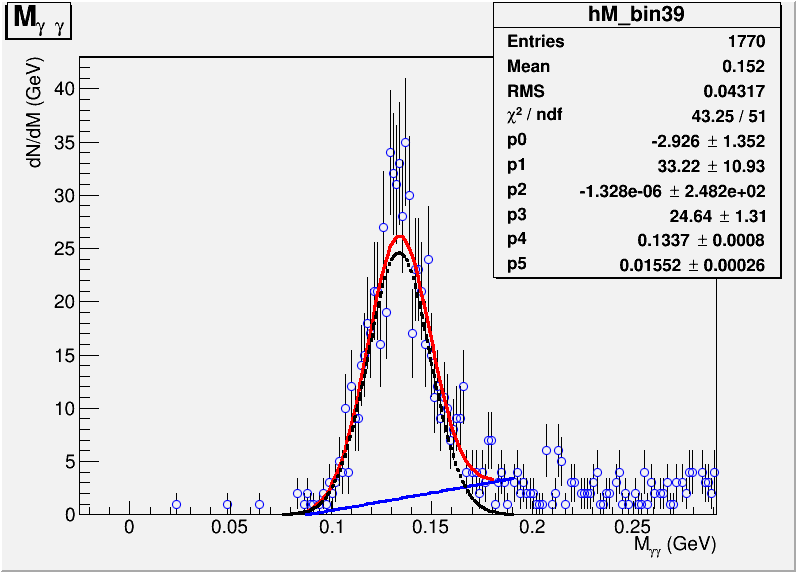 M_γ γ
hM_bin39
Entries 1770
Mean 0.152
RMS 0.04317
χ² / ndf 43.25 / 51
p0 -2.926 ± 1.352
p1 33.22 ± 10.93
p2 -1.328e-06 ± 2.482e+02
p3 24.64 ± 1.31
p4 0.1337 ± 0.0008
p5 0.01552 ± 0.00026
dN/dM (GeV)
40
35
30
25
20
15
10
5
0
0 0.05 0.1 0.15 0.2 0.25
M_γγ (GeV)